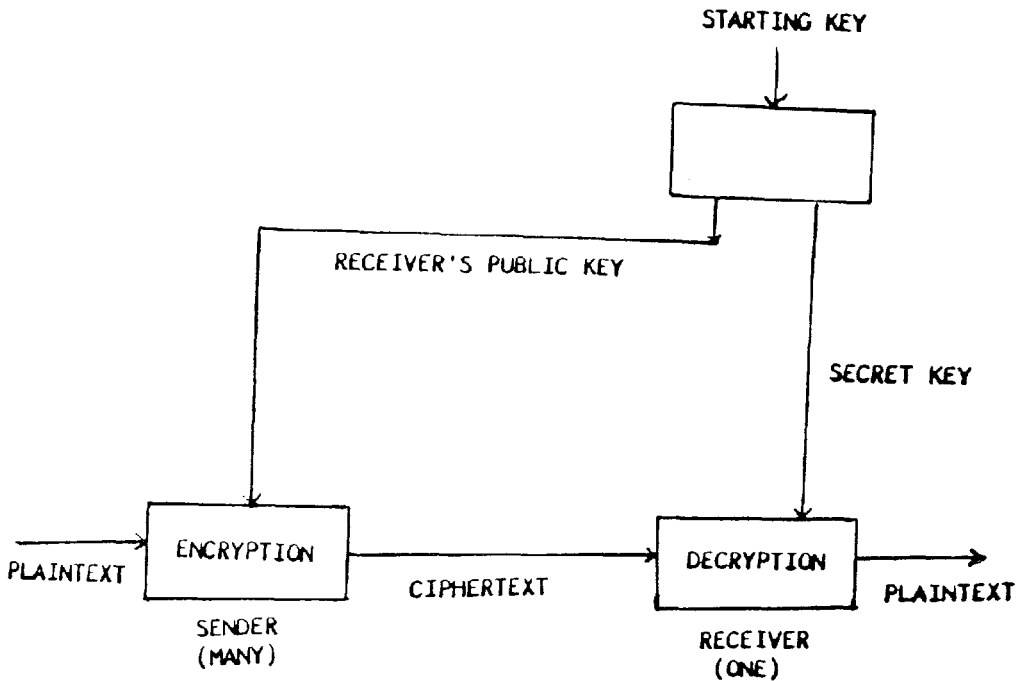 STARTING KEY
RECEIVER'S PUBLIC KEY
SECRET KEY
ENCRYPTION
DECRYPTION
PLAINTEXT
CIPHERTEXT
PLAINTEXT
SENDER
(MANY)
RECEIVER
(ONE)